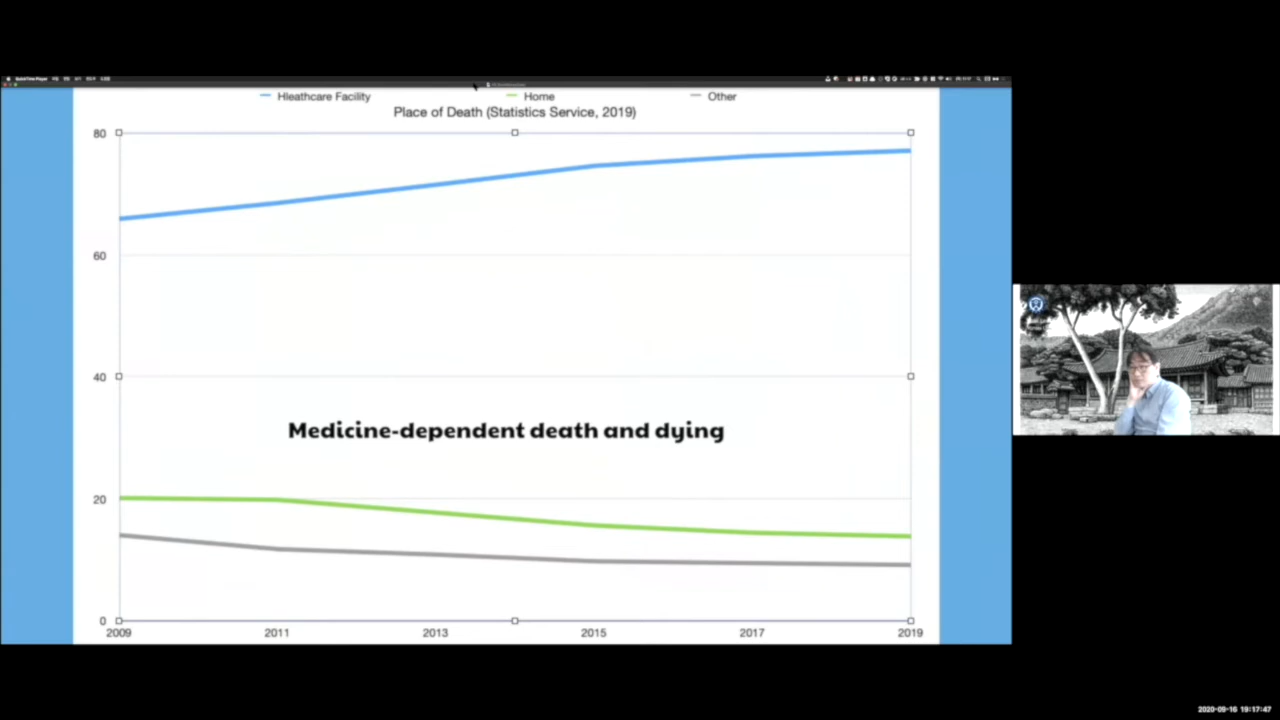 Hleathcare Facility Home Other
Place of Death (Statistics Service, 2019)
80
60
40
Medicine-dependent death and dying
20
0
2009 2011 2013 2015 2017 2019
2020-09-16 19:17:47